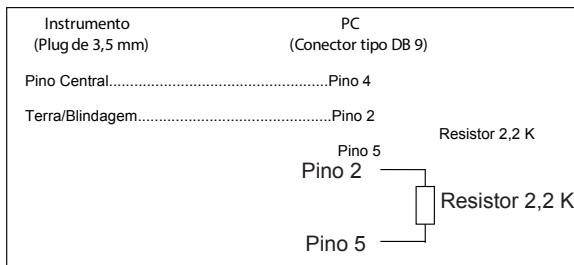 Instrumento PC
(Plug de 3,5 mm) (Conector tipo DB 9)
Pino Central....................................................Pino 4
Terra/Blindagem..............................................Pino 2
Resistor 2,2 K
Pino 5
Pino 2
Resistor 2,2 K
Pino 5